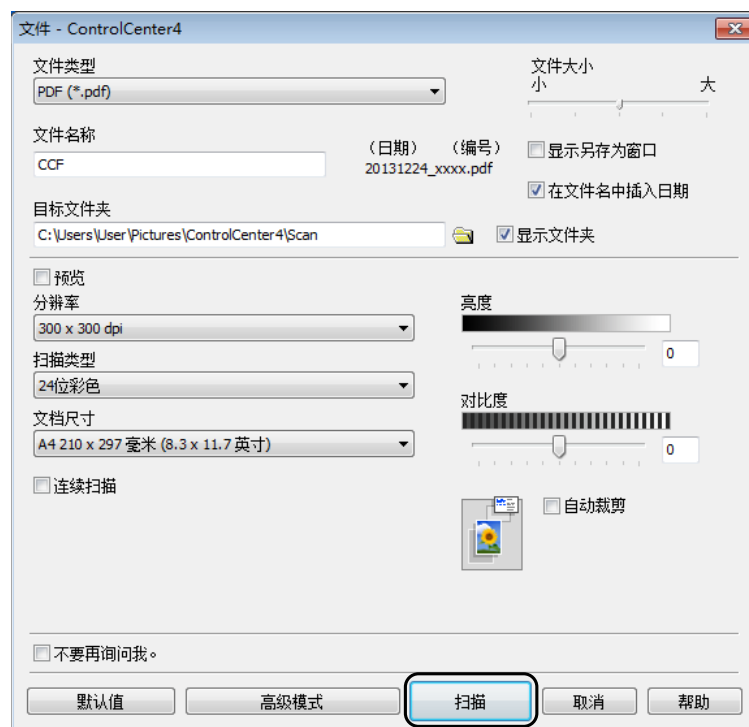 文件 - ControlCenter4
文件类型
PDF (*.pdf)
文件大小
小 大
文件名称
CCF
(日期) (编号)
20131224_xxxx.pdf
显示另存为窗口
在文件名中插入日期
目标文件夹
C:\Users\User\Pictures\ControlCenter4\Scan
显示文件夹
预览
分辨率
300 x 300 dpi
扫描类型
24位彩色
文档尺寸
A4 210 x 297 毫米 (8.3 x 11.7 英寸)
连续扫描
亮度
0
对比度
0
自动裁剪
不要再询问我。
默认值 高级模式 扫描 取消 帮助